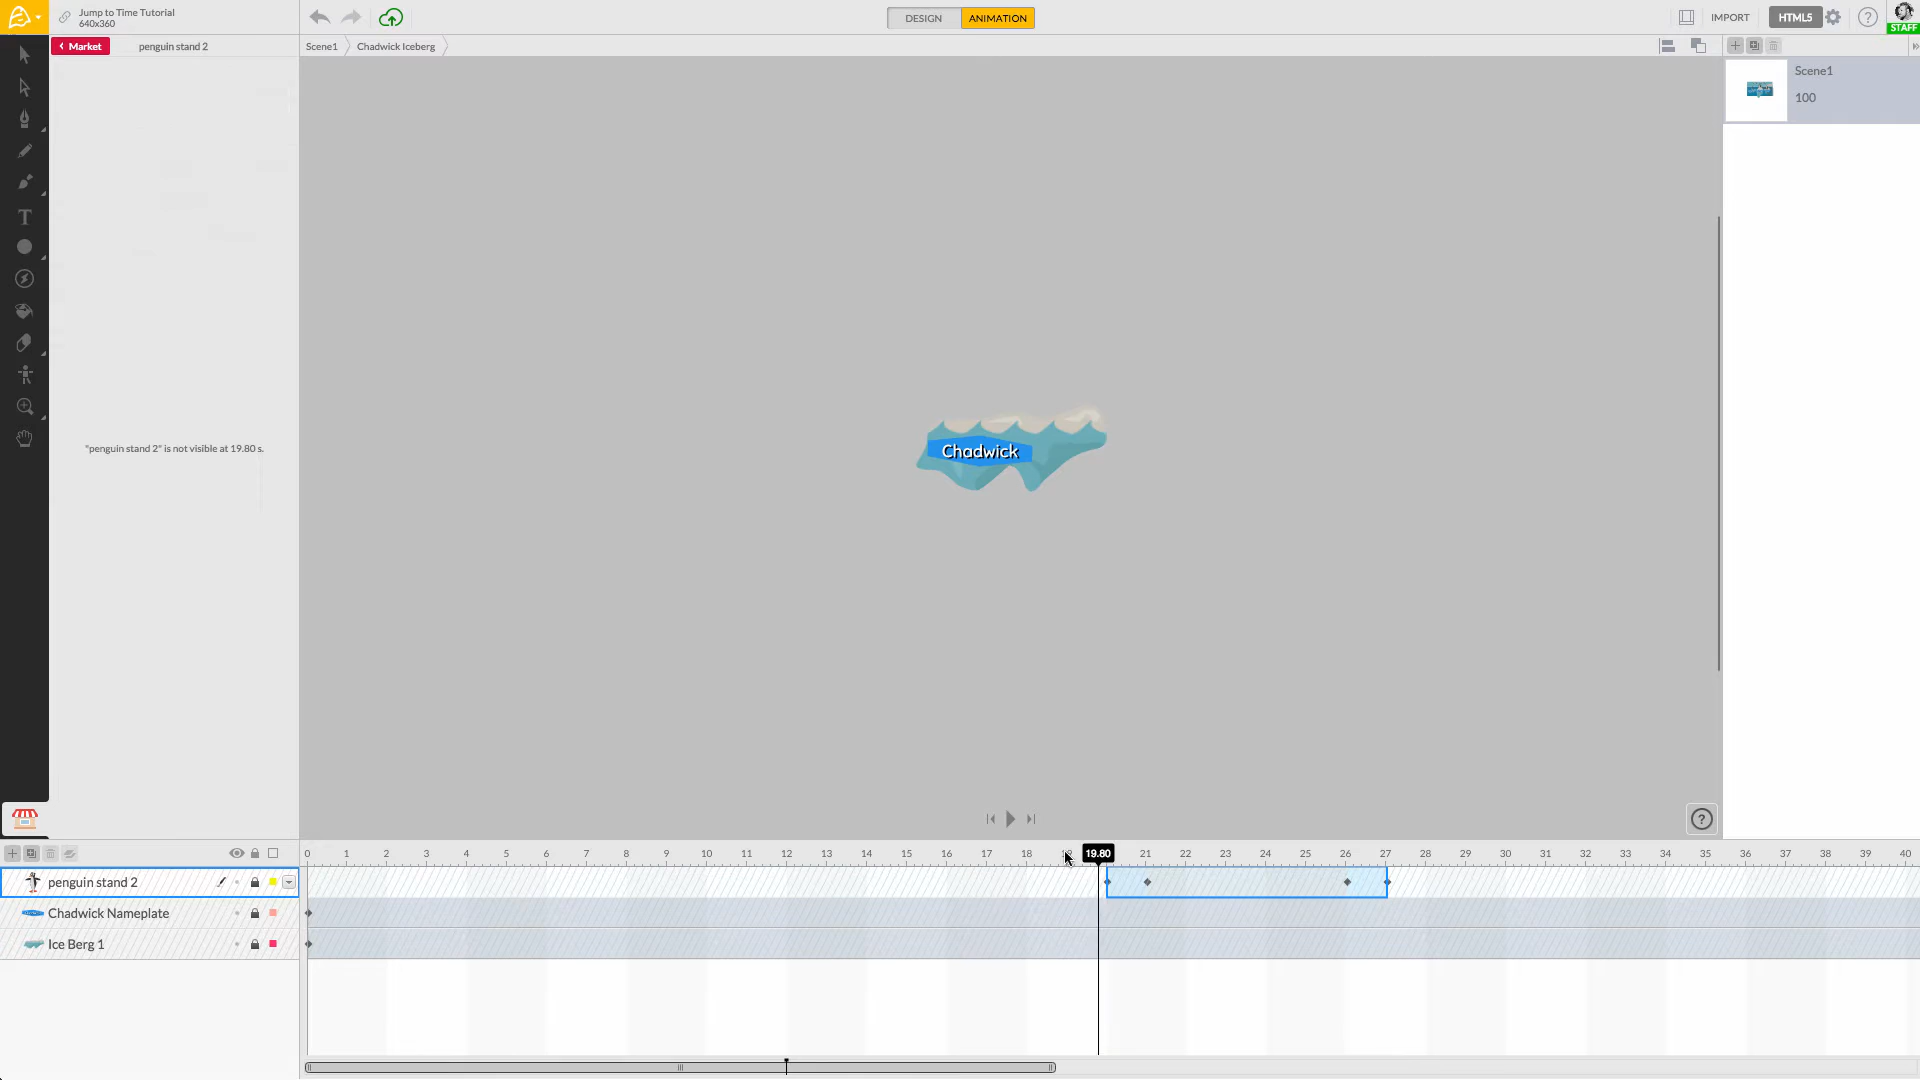 Jump to Time Tutorial
640x360
DESIGN
ANIMATION
IMPORT
HTML5
?
STAFF
Market
penguin stand 2
Scene1
Chadwick Iceberg
Scene1
100
T
Chadwick
"penguin stand 2" is not visible at 19.80 s.
?
0 1 2 3 4 5 6 7 8 9 10 11 12 13 14 15 16 17 18 19.80 21 22 23 24 25 26 27 28 29 30 31 32 33 34 35 36 37 38 39 40
penguin stand 2
Chadwick Nameplate
Ice Berg 1